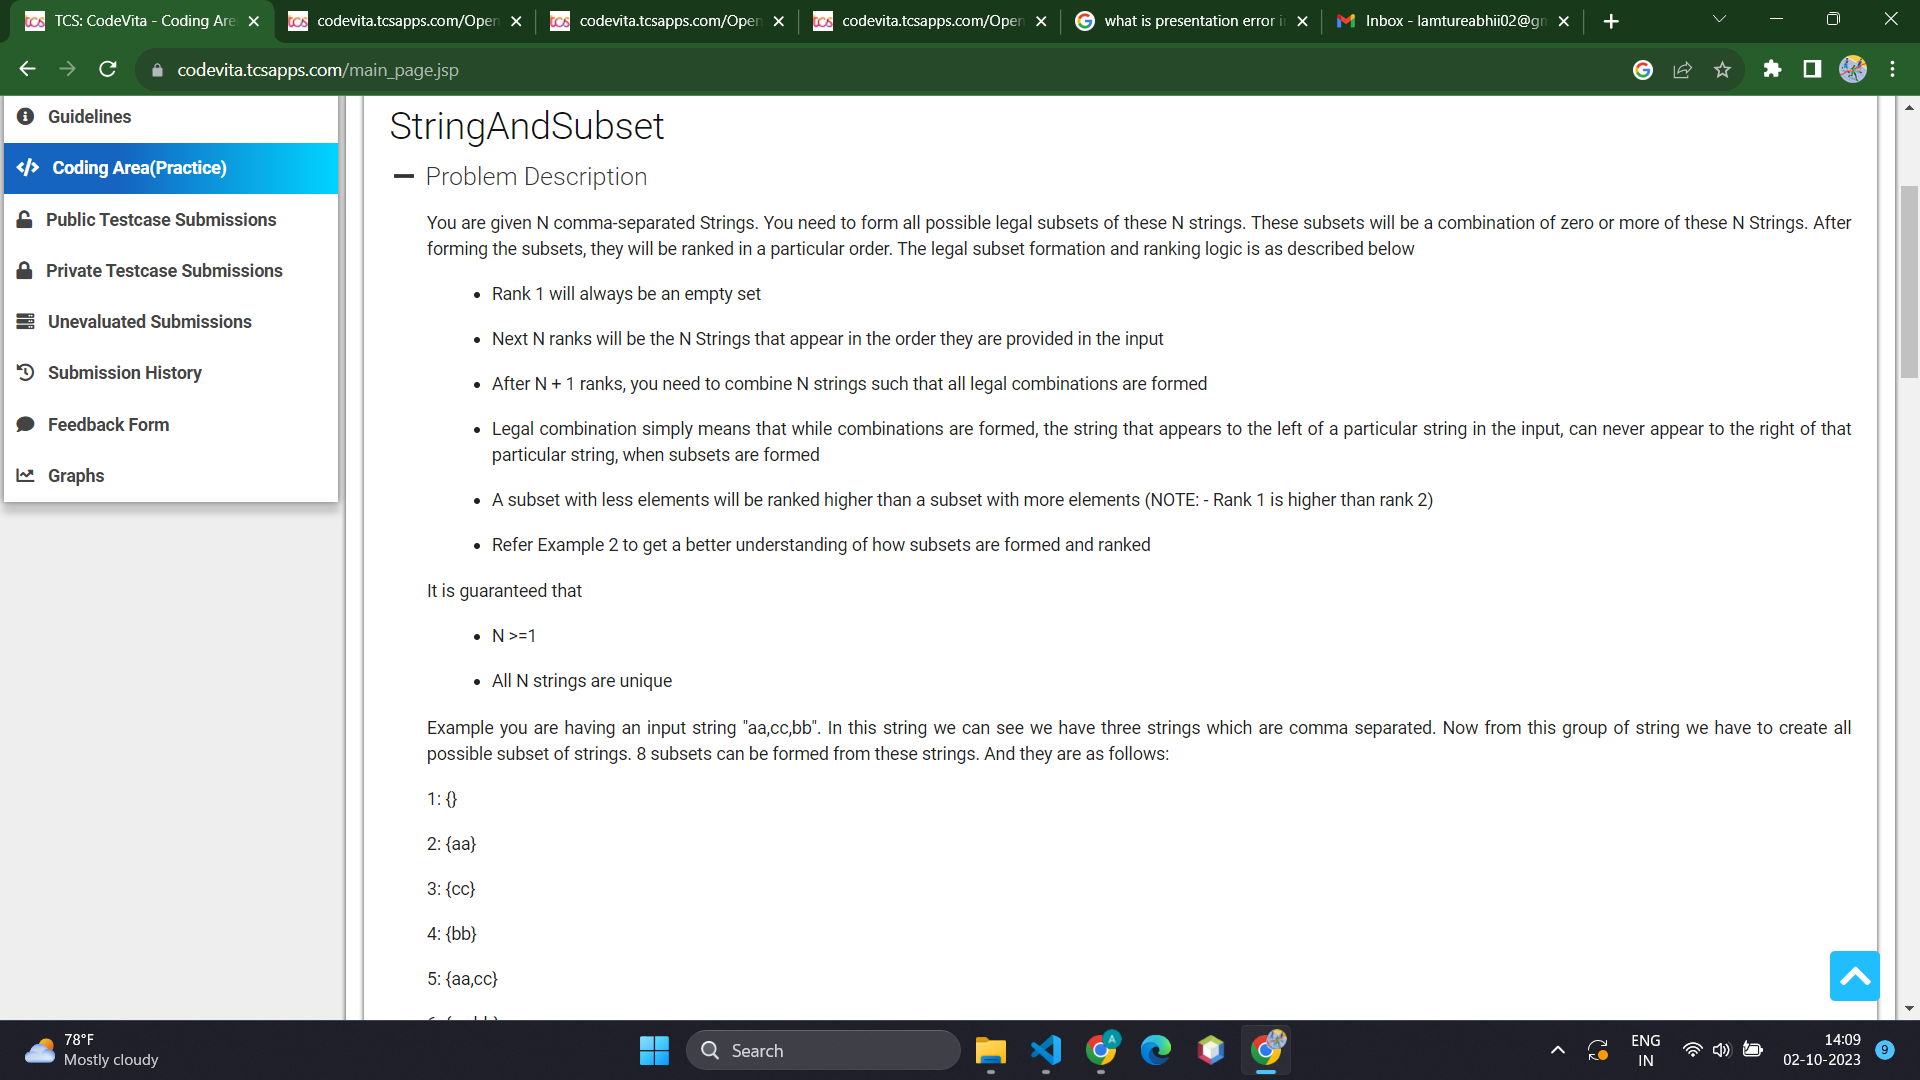 TCS: CodeVita - Coding Are
codevita.tcsapps.com/Open
codevita.tcsapps.com/Open
codevita.tcsapps.com/Open
what is presentation error i
Inbox - lamtureabhii02@gm
codevita.tcsapps.com/main_page.jsp
Guidelines
Coding Area(Practice)
Public Testcase Submissions
Private Testcase Submissions
Unevaluated Submissions
Submission History
Feedback Form
Graphs
StringAndSubset
Problem Description
You are given N comma-separated Strings. You need to form all possible legal subsets of these N strings. These subsets will be a combination of zero or more of these N Strings. After
forming the subsets, they will be ranked in a particular order. The legal subset formation and ranking logic is as described below
• Rank 1 will always be an empty set
• Next N ranks will be the N Strings that appear in the order they are provided in the input
• After N + 1 ranks, you need to combine N strings such that all legal combinations are formed
• Legal combination simply means that while combinations are formed, the string that appears to the left of a particular string in the input, can never appear to the right of that
particular string, when subsets are formed
• A subset with less elements will be ranked higher than a subset with more elements (NOTE: - Rank 1 is higher than rank 2)
• Refer Example 2 to get a better understanding of how subsets are formed and ranked
It is guaranteed that
• N >=1
• All N strings are unique
Example you are having an input string "aa,cc,bb". In this string we can see we have three strings which are comma separated. Now from this group of string we have to create all
possible subset of strings. 8 subsets can be formed from these strings. And they are as follows:
1: {}
2: {aa}
3: {cc}
4: {bb}
5: {aa,cc}
78°F
Mostly cloudy
Search
ENG
IN
14:09
02-10-2023
9